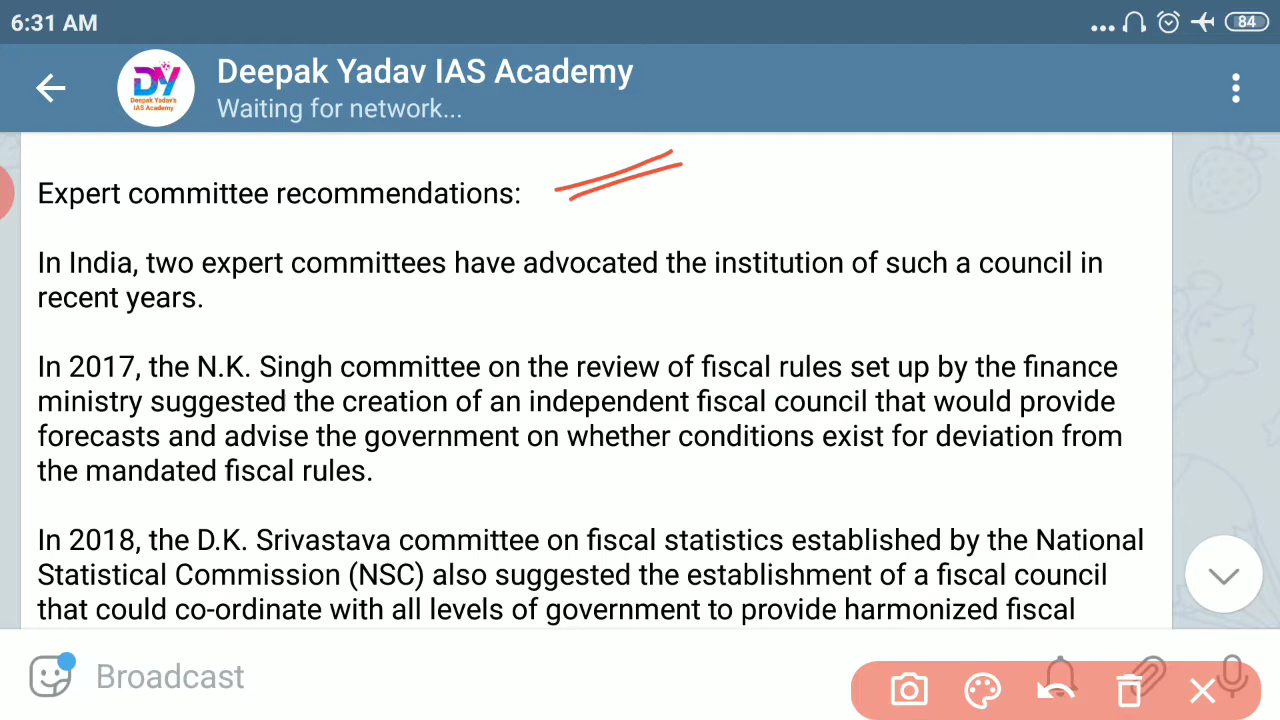 6:31 AM
84
DY
Deepak Yadav's
IAS Academy
Deepak Yadav IAS Academy
Waiting for network...
Expert committee recommendations:
In India, two expert committees have advocated the institution of such a council in
recent years.
In 2017, the N.K. Singh committee on the review of fiscal rules set up by the finance
ministry suggested the creation of an independent fiscal council that would provide
forecasts and advise the government on whether conditions exist for deviation from
the mandated fiscal rules.
In 2018, the D.K. Srivastava committee on fiscal statistics established by the National
Statistical Commission (NSC) also suggested the establishment of a fiscal council
that could co-ordinate with all levels of government to provide harmonized fiscal
Broadcast